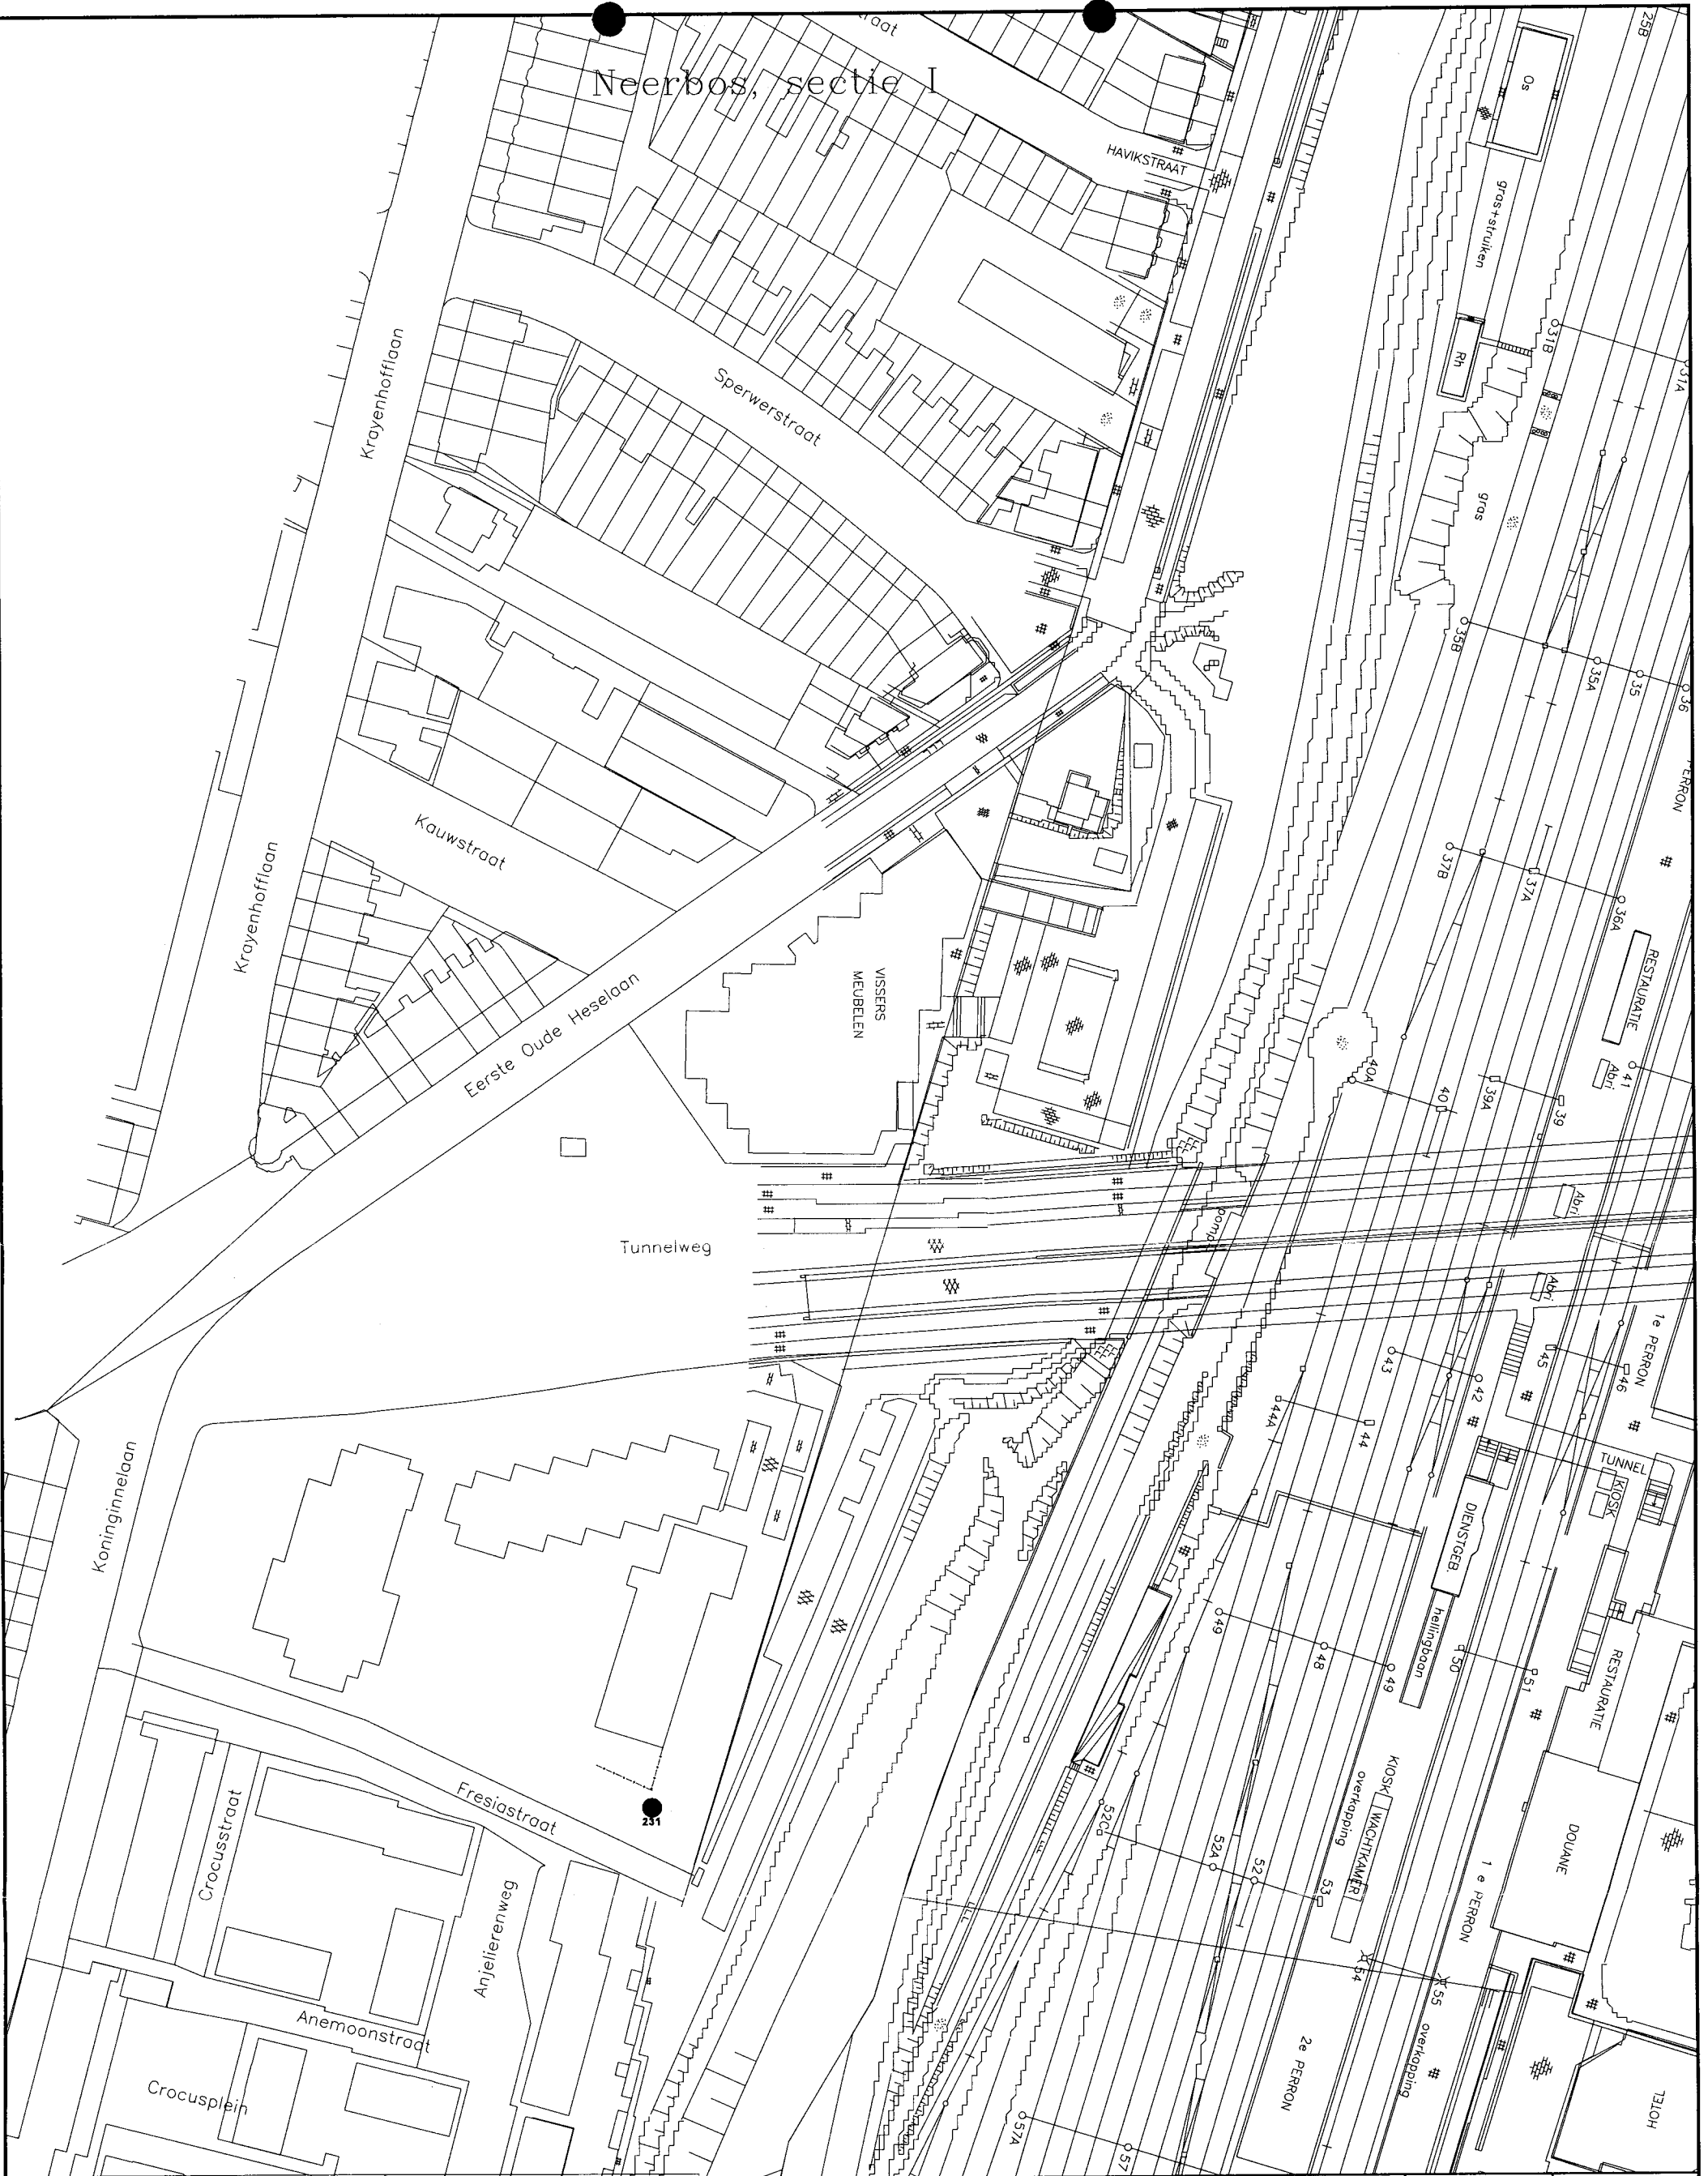 raat
Neerbos, sectie I
25B
Os
HAVIKSTRAAT
gras+struiken
Krayenhofflaan
Sperwerstraat
Rh
31B
31A
gras
35B
35A
35
36
PERRON
Kauwstraat
Krayenhofflaan
37B
37A
36A
RESTAURATIE
VISSERS
MEUBELEN
Eerste Oude Heselaan
40A
40
39A
39
Abri
41
Abri
pomp
Tunnelweg
Abri
1e PERRON
43
42
45
46
44A
44
TUNNEL
KIOSK
Koninginnelaan
DIENSTGEB.
hellingbaan
49
48
49
50
51
RESTAURATIE
KIOSK
WACHTKAMER
overkapping
Fresiastraat
231
Crocusstraat
52C
52A
52
53
DOUANE
1 e PERRON
Anjelierenweg
54
55
overkapping
Anemoonstraat
Crocusplein
2e PERRON
HOTEL
57A
57